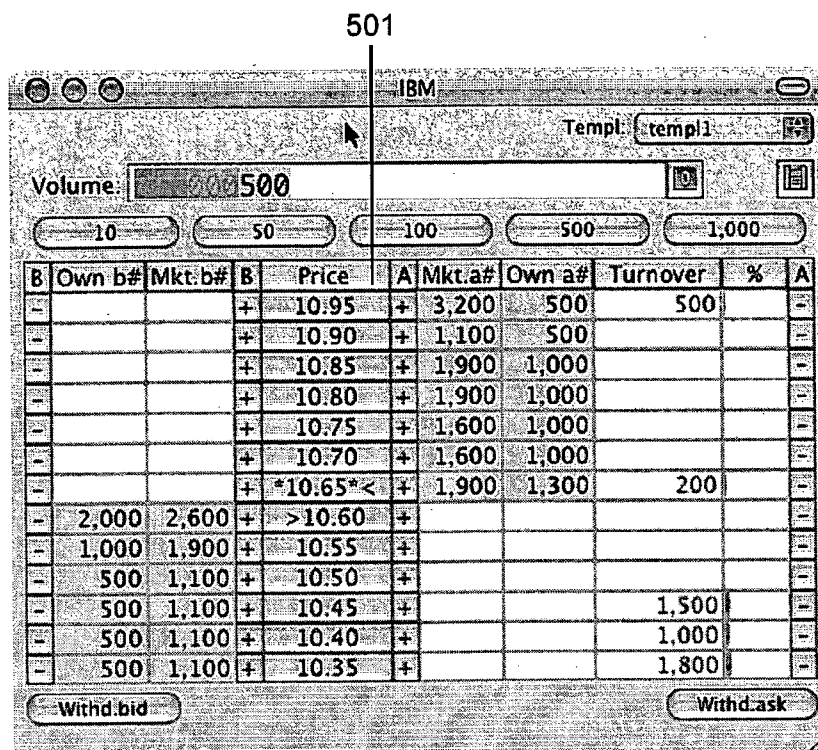 501
IBM
Templ: templ1
Volume: 500
10 50 100 500 1,000
B Own b# Mkt.b# B Price A Mkt.a# Own a# Turnover % A
- + 10.95 + 3,200 500 500 -
- + 10.90 + 1,100 500 -
- + 10.85 + 1,900 1,000 -
- + 10.80 + 1,900 1,000 -
- + 10.75 + 1,600 1,000 -
- + 10.70 + 1,600 1,000 -
- + *10.65*< + 1,900 1,300 200 -
- 2,000 2,600 + >10.60 + -
- 1,000 1,900 + 10.55 + -
- 500 1,100 + 10.50 + -
- 500 1,100 + 10.45 + 1,500 -
- 500 1,100 + 10.40 + 1,000 -
- 500 1,100 + 10.35 + 1,800 -
Withd.bid Withd.ask